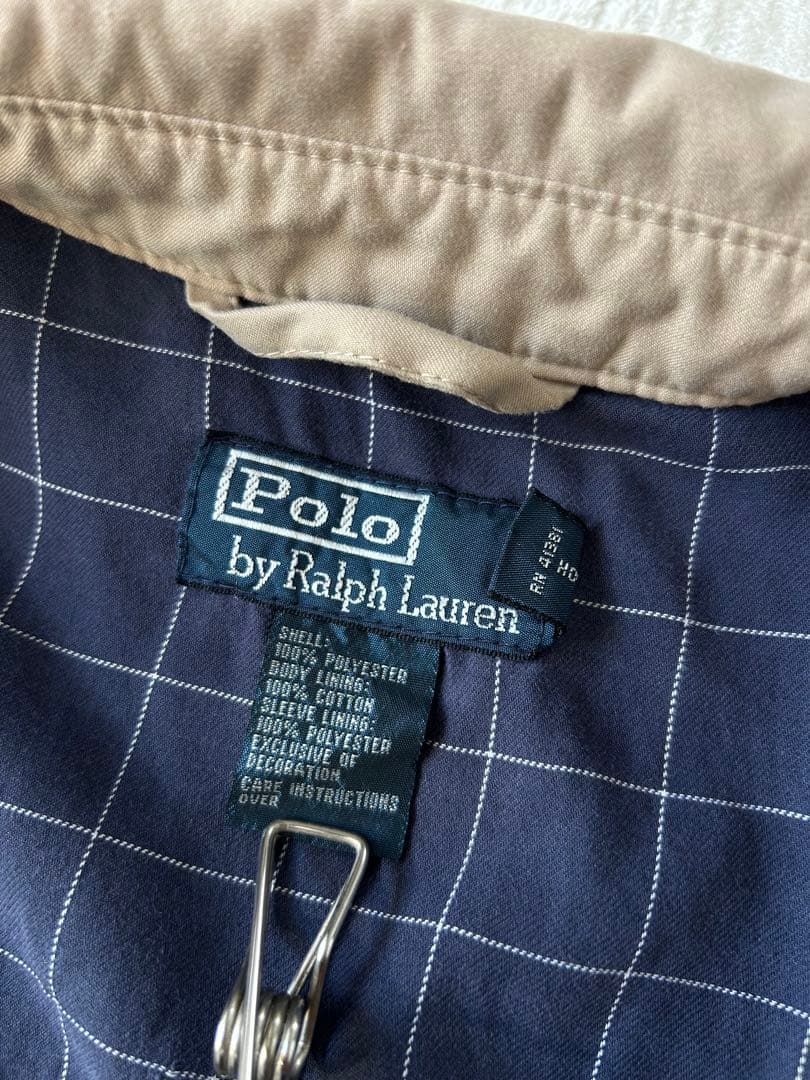 Polo
by Ralph Lauren
RN 41381
HO
SHELL:
100% POLYESTER
BODY LINING:
100% COTTON
SLEEVE LINING:
100% POLYESTER
EXCLUSIVE OF
DECORATION
CARE INSTRUCTIONS
OVER